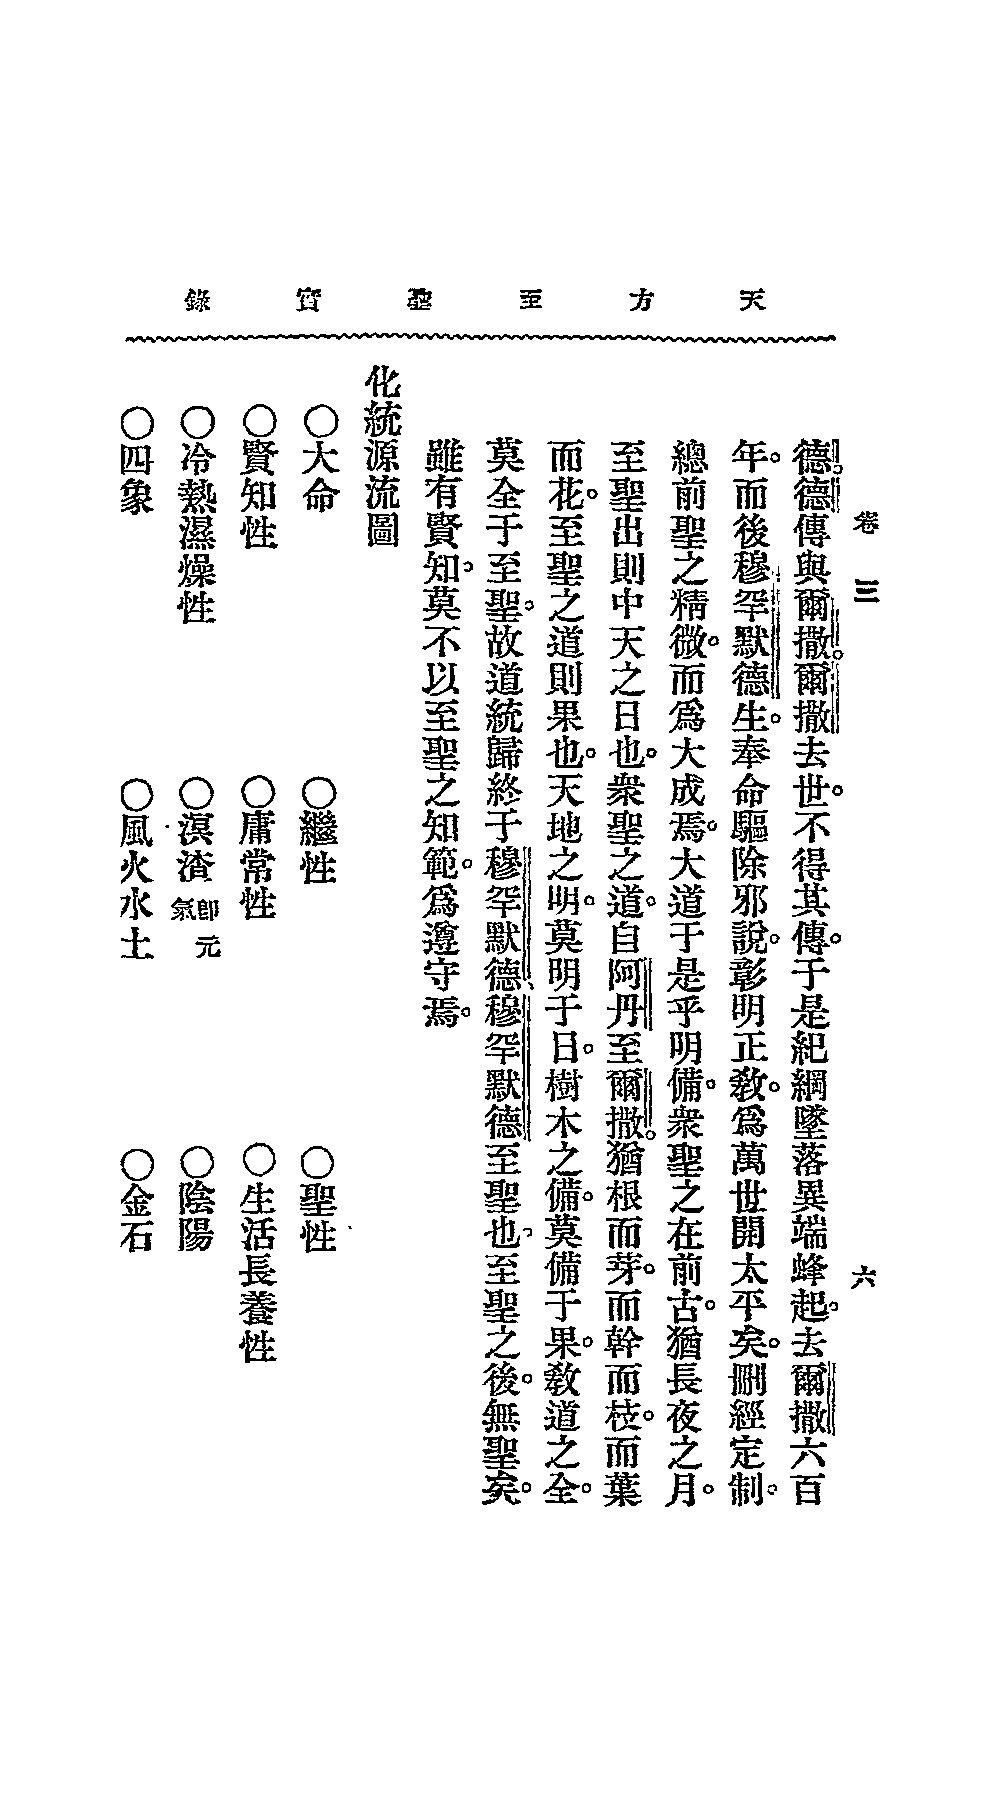 天方至聖實錄
卷三
六
德。德傳與爾撒。爾撒去世。不得其傳。于是紀綱墜落異端蜂起。去爾撒六百
年。而後穆罕默德生。奉命驅除邪說。彰明正敎。爲萬世開太平矣。刪經定制。
總前聖之精微。而爲大成焉。大道于是乎明備。衆聖之在前古。猶長夜之月。
至聖出則中天之日也。衆聖之道。自阿丹至爾撒。猶根而芽。而幹而枝。而葉
而花。至聖之道則果也。天地之明。莫明于日。樹木之備。莫備于果。敎道之全。
莫全于至聖。故道統歸終于穆罕默德、穆罕默德至聖也。至聖之後。無聖矣。
雖有賢知。莫不以至聖之知範。爲遵守焉。
化統源流圖
○大命 ○繼性 ○聖性
○賢知性 ○庸常性 ○生活長養性
○冷熱濕燥性 ○溟渣卽元氣 ○陰陽
○四象 ○風火水土 ○金石